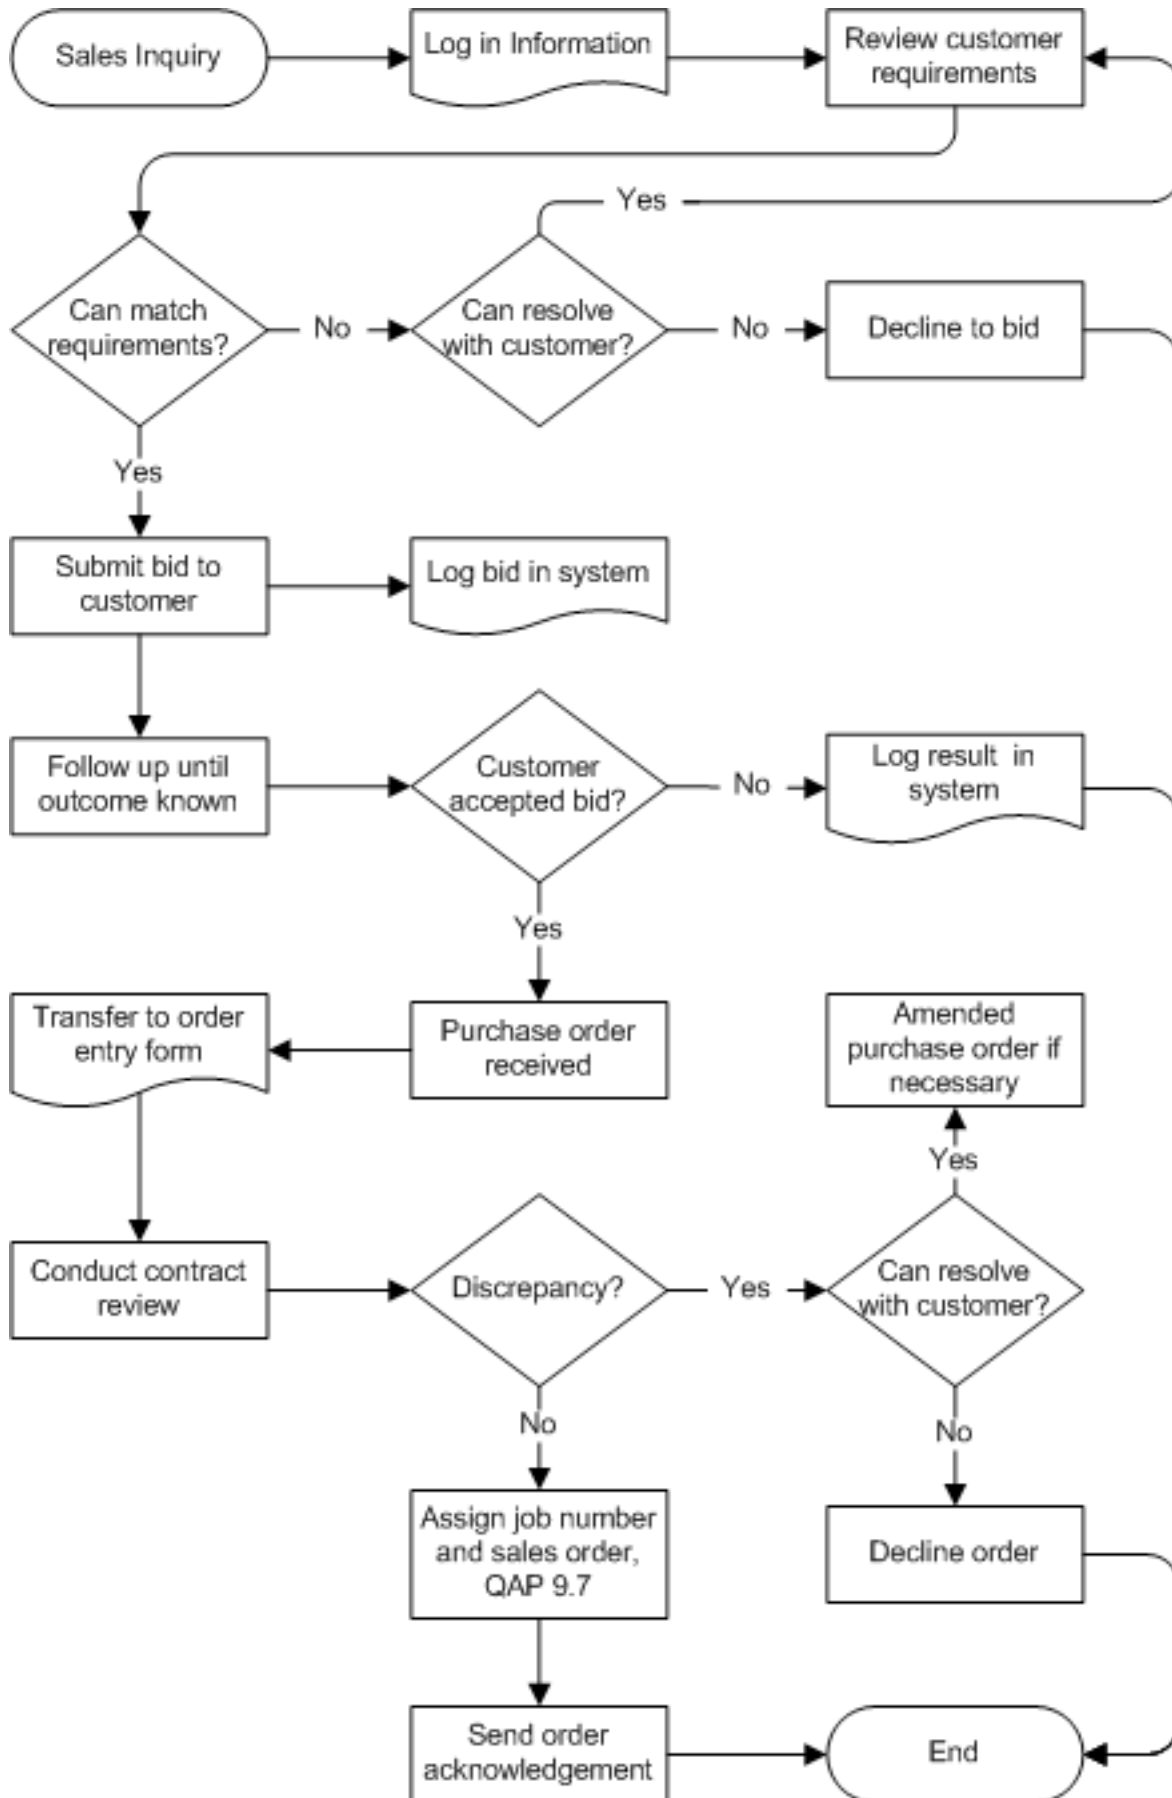 Sales Inquiry
Log in Information
Review customer
requirements
Yes
Can match
requirements?
No
Can resolve
with customer?
No
Decline to bid
Yes
Submit bid to
customer
Log bid in system
Follow up until
outcome known
Customer
accepted bid?
No
Log result in
system
Yes
Transfer to order
entry form
Purchase order
received
Amended
purchase order if
necessary
Yes
Conduct contract
review
Discrepancy?
Yes
Can resolve
with customer?
No
No
Assign job number
and sales order,
QAP 9.7
Decline order
Send order
acknowledgement
End